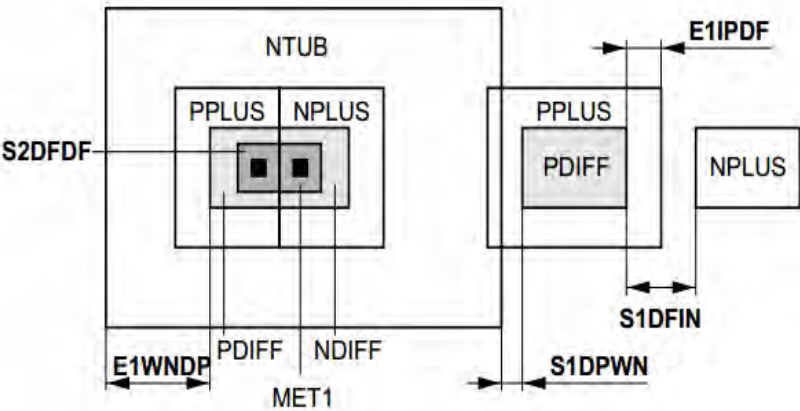 E1IPDF
NTUB
PPLUS NPLUS
PPLUS
S2DFDF
PDIFF
NPLUS
S1DFIN
PDIFF NDIFF
E1WNDP
S1DPWN
MET1